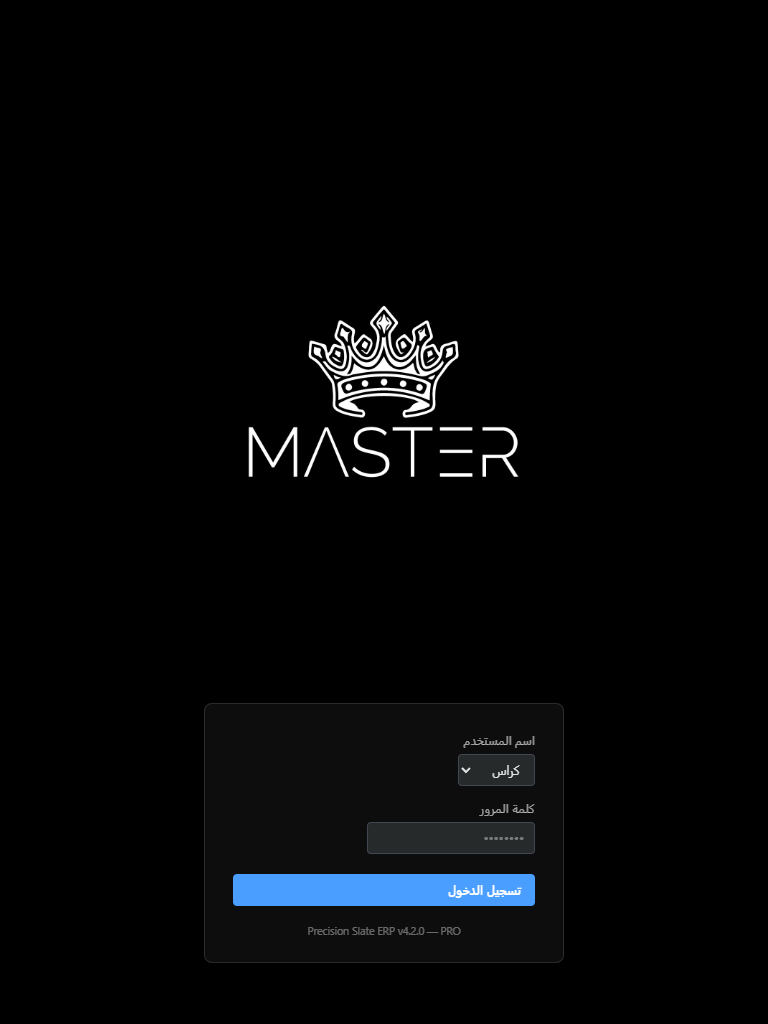 MASTER
اسم المستخدم
كراس
كلمة المرور
••••••••
تسجيل الدخول
Precision Slate ERP v4.2.0 — PRO